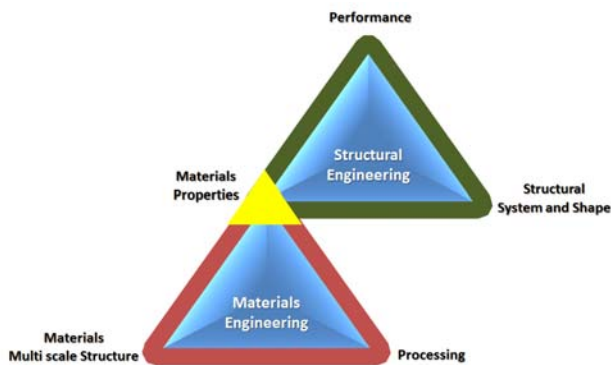 Performance
Structural
Engineering
Materials
Properties
Structural
System and Shape
Materials
Engineering
Materials
Multi scale Structure
Processing